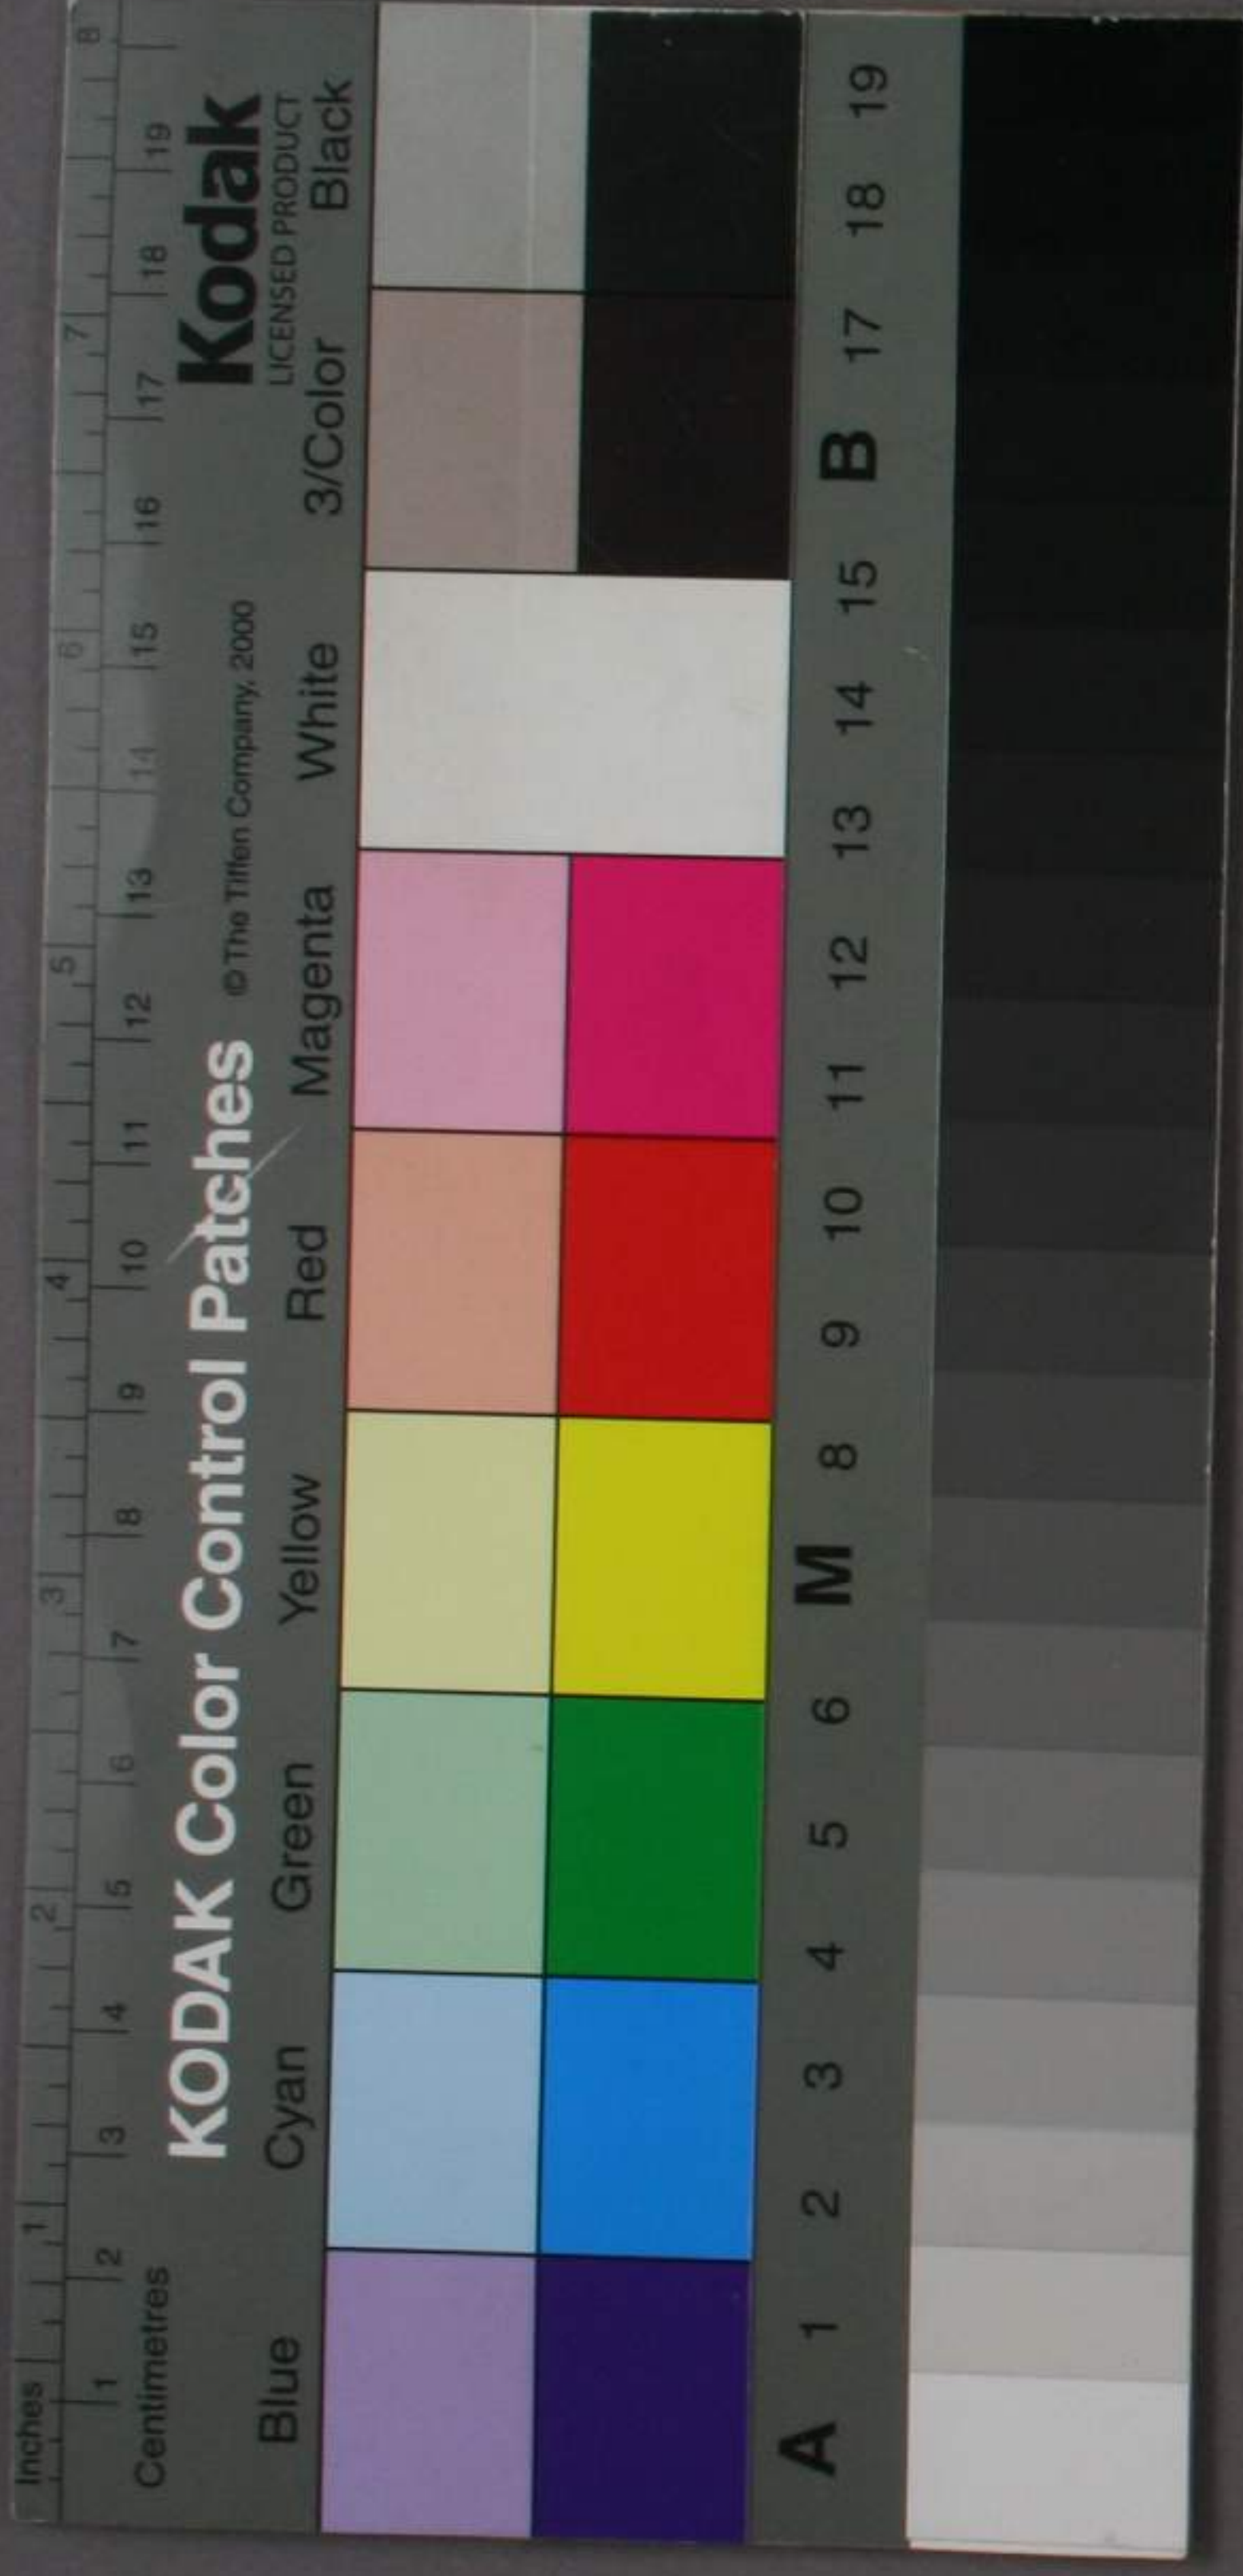 Inches 1 2 3 4 5 6 7 8
Centimetres 1 2 3 4 5 6 7 8 9 10 11 12 13 14 15 16 17 18 19
KODAK Color Control Patches © The Tiffen Company, 2000 Kodak
LICENSED PRODUCT
Blue Cyan Green Yellow Red Magenta White 3/Color Black
A 1 2 3 4 5 6 M 8 9 10 11 12 13 14 15 B 17 18 19